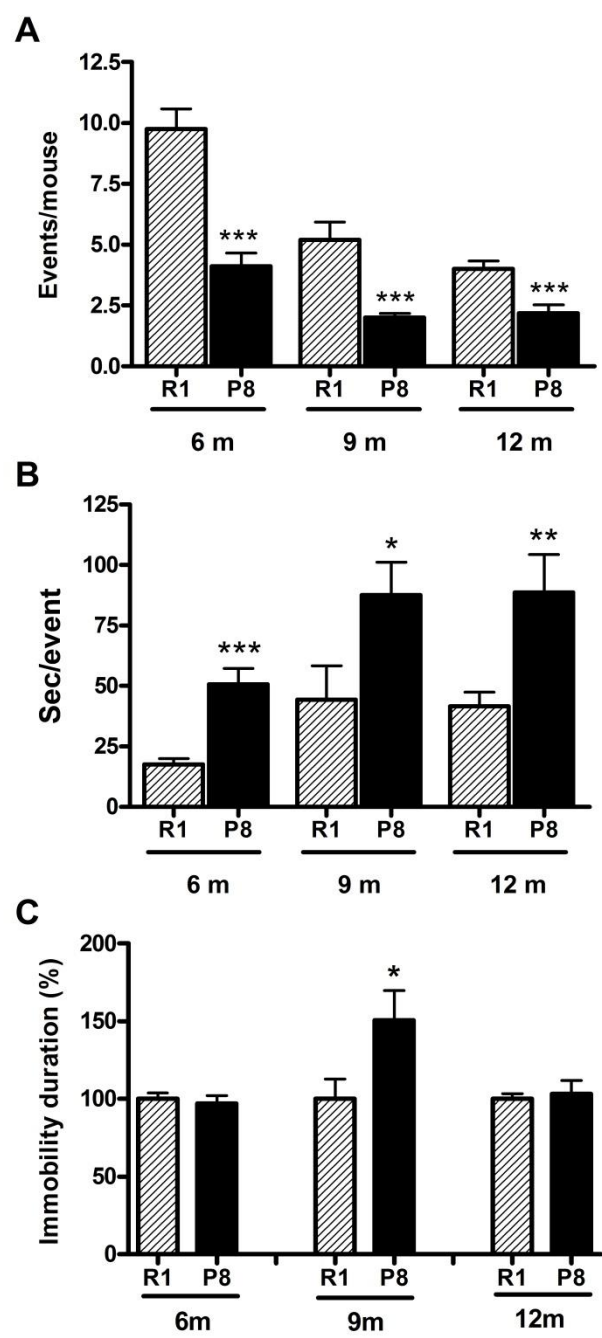 A
12.5
10.0
7.5
5.0
2.5
0.0
Events/mouse
***
***
***
R1 P8 R1 P8 R1 P8
6 m 9 m 12 m
B
125
100
75
50
25
0
Sec/event
***
*
**
R1 P8 R1 P8 R1 P8
6 m 9 m 12 m
C
200
150
100
50
0
Immobility duration (%)
*
R1 P8 R1 P8 R1 P8
6m 9m 12m